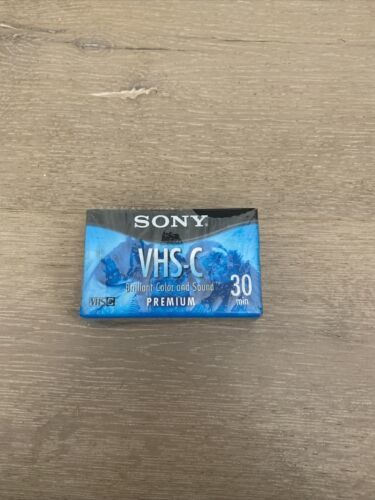 SONY
VHS-C
Brilliant Color and Sound
PREMIUM
30
min
VHS C